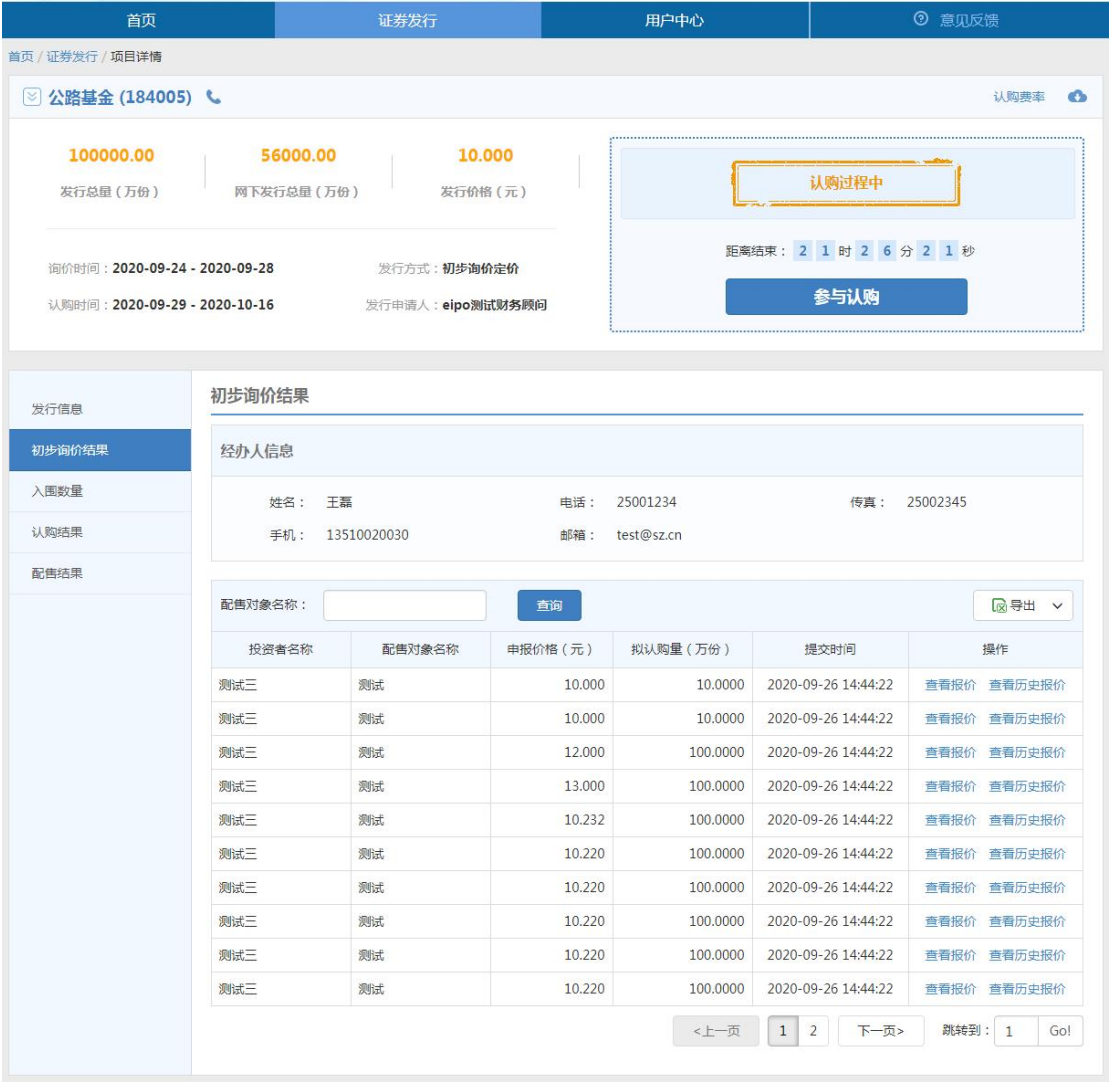 首页 证券发行 用户中心 意见反馈
首页 / 证券发行 / 项目详情
公路基金 (184005) 认购费率
100000.00 56000.00 10.000
发行总量（万份） 网下发行总量（万份） 发行价格（元）
认购过程中
距离结束： 2 1 时 2 6 分 2 1 秒
询价时间：2020-09-24 - 2020-09-28 发行方式：初步询价定价
参与认购
认购时间：2020-09-29 - 2020-10-16 发行申请人：eipo测试财务顾问
发行信息
初步询价结果
入围数量
认购结果
配售结果
初步询价结果
经办人信息
姓名： 王磊 电话： 25001234 传真： 25002345
手机： 13510020030 邮箱： test@sz.cn
配售对象名称： 查询 导出
投资者名称 配售对象名称 申报价格（元） 拟认购量（万份） 提交时间 操作
测试三 测试 10.000 10.0000 2020-09-26 14:44:22 查看报价 查看历史报价
测试三 测试 10.000 10.0000 2020-09-26 14:44:22 查看报价 查看历史报价
测试三 测试 12.000 100.0000 2020-09-26 14:44:22 查看报价 查看历史报价
测试三 测试 13.000 100.0000 2020-09-26 14:44:22 查看报价 查看历史报价
测试三 测试 10.232 100.0000 2020-09-26 14:44:22 查看报价 查看历史报价
测试三 测试 10.220 100.0000 2020-09-26 14:44:22 查看报价 查看历史报价
测试三 测试 10.220 100.0000 2020-09-26 14:44:22 查看报价 查看历史报价
测试三 测试 10.220 100.0000 2020-09-26 14:44:22 查看报价 查看历史报价
测试三 测试 10.220 100.0000 2020-09-26 14:44:22 查看报价 查看历史报价
测试三 测试 10.220 100.0000 2020-09-26 14:44:22 查看报价 查看历史报价
<上一页 1 2 下一页> 跳转到： 1 Go!